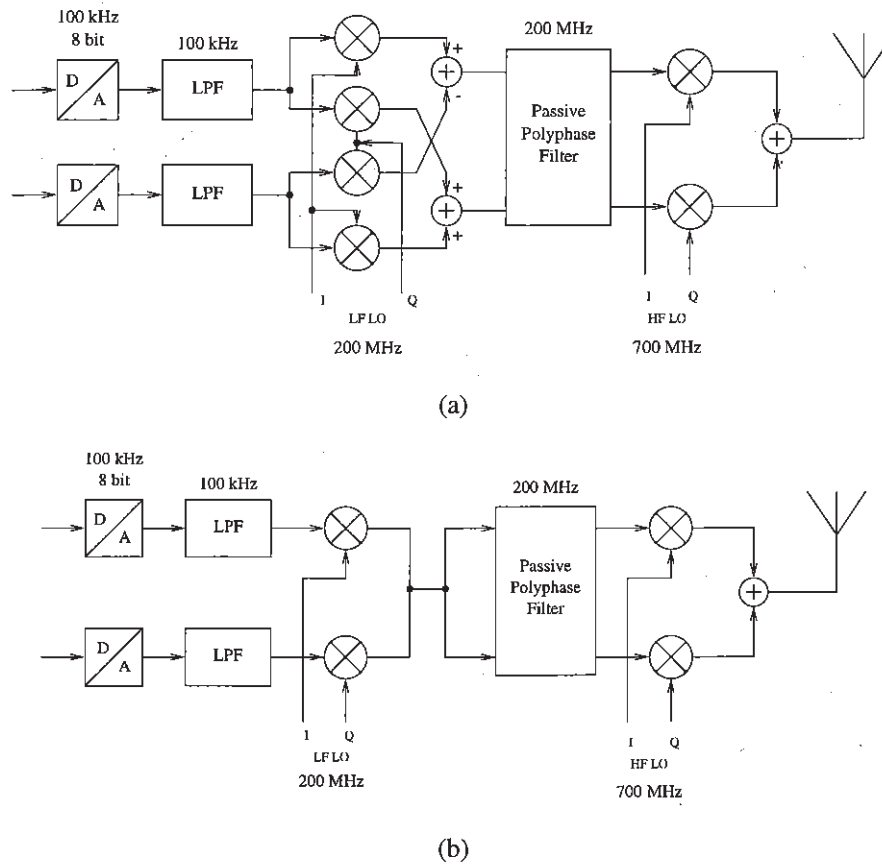 100 kHz
8 bit
100 kHz
200 MHz
D
A
LPF
+
-
+
Passive
Polyphase
Filter
+
D
A
LPF
+
+
+
I
Q
LF LO
200 MHz
I
Q
HF LO
700 MHz
(a)
100 kHz
8 bit
100 kHz
200 MHz
D
A
LPF
Passive
Polyphase
Filter
+
D
A
LPF
I
Q
LF LO
200 MHz
I
Q
HF LO
700 MHz
(b)